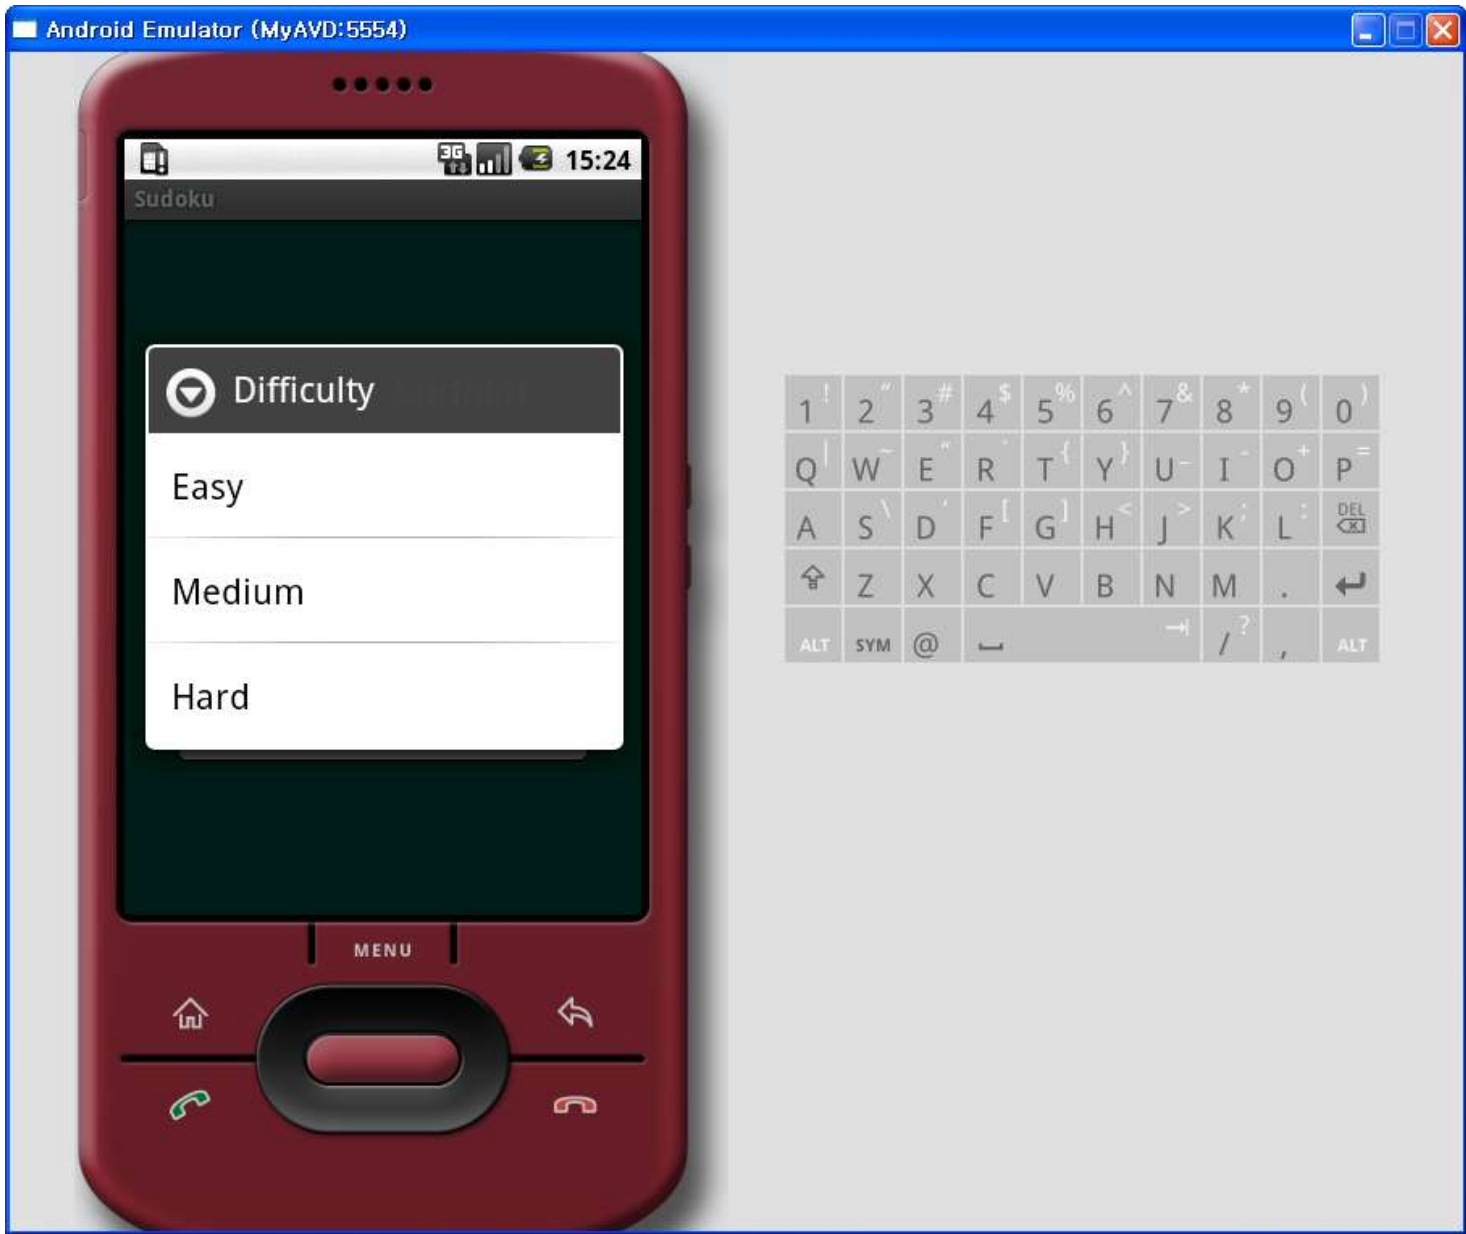 Android Emulator (MyAVD:5554)
3G 15:24
Sudoku
Difficulty
Easy
Medium
Hard
MENU
1 ! 2 " 3 # 4 $ 5 % 6 ^ 7 & 8 * 9 ( 0 )
Q | W ~ E " R ` T { Y } U _ I - O + P =
A S \ D ' F [ G ] H < J > K ; L : DEL
Z X C V B N M .
ALT SYM @ / ? , ALT